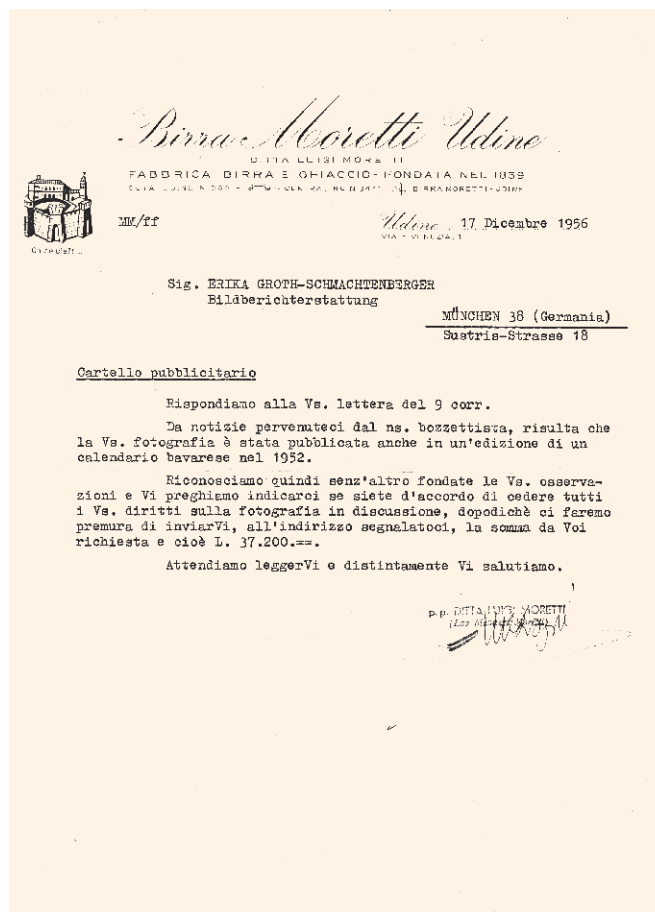 Birra Moretti Udine
DITTA LUIGI MORETTI
FABBRICA BIRRA E GHIACCIO - FONDATA NEL 1859
BIRRAMORETTI-UDINE
MM/ff
Udine, 17 Dicembre 1956
VIA VENEZIA, 1
Sig. ERIKA GROTH-SCHMACHTENBERGER
Bildberichterstattung
MÜNCHEN 38 (Germania)
Sustris-Strasse 18
Cartello pubblicitario
Rispondiamo alla Vs. lettera del 9 corr.
Da notizie pervenuteci dal ns. bozzettista, risulta che
la Vs. fotografia è stata pubblicata anche in un'edizione di un
calendario bavarese nel 1952.
Riconosciamo quindi senz'altro fondate le Vs. osserva-
zioni e Vi preghiamo indicarci se siete d'accordo di cedere tutti
i Vs. diritti sulla fotografia in discussione, dopodichè ci faremo
premura di inviarVi, all'indirizzo segnalatoci, la somma da Voi
richiesta e cioè L. 37.200.==.
Attendiamo leggerVi e distintamente Vi salutiamo.
p.p. DITTA LUIGI MORETTI